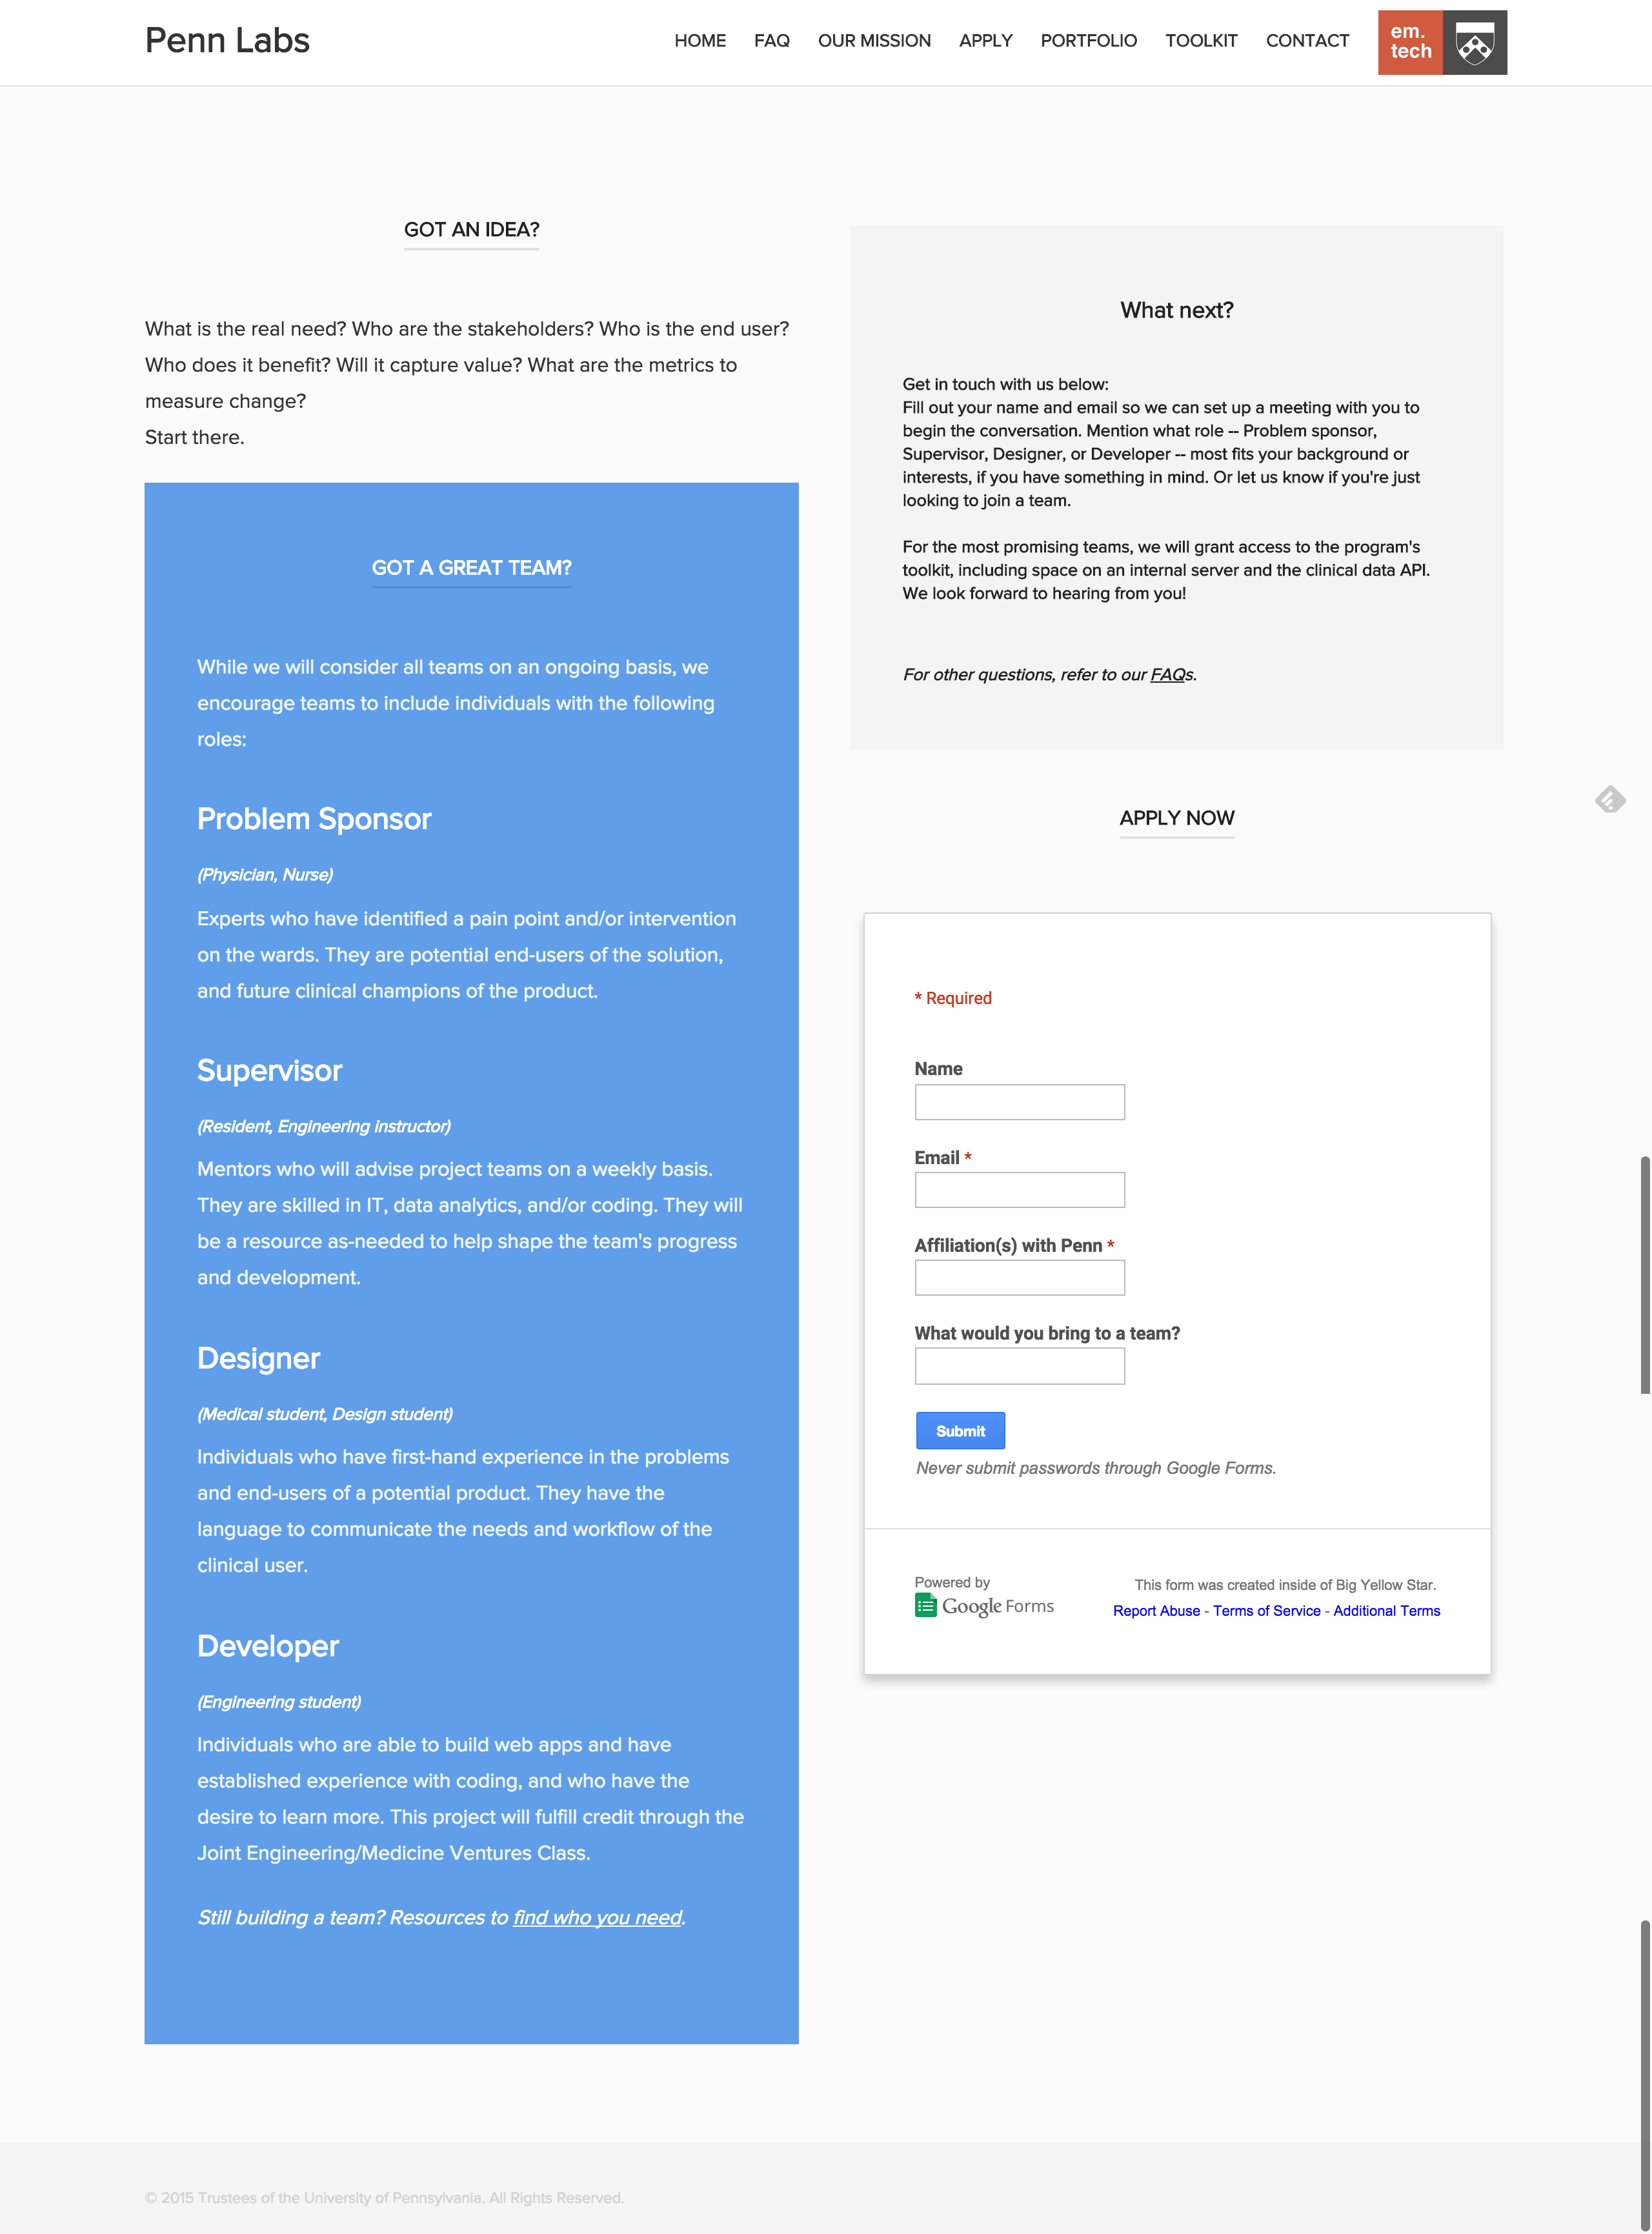 Penn Labs
HOME FAQ OUR MISSION APPLY PORTFOLIO TOOLKIT CONTACT
em.
tech
GOT AN IDEA?
What is the real need? Who are the stakeholders? Who is the end user?
Who does it benefit? Will it capture value? What are the metrics to
measure change?
Start there.
GOT A GREAT TEAM?
While we will consider all teams on an ongoing basis, we
encourage teams to include individuals with the following
roles:
Problem Sponsor
(Physician, Nurse)
Experts who have identified a pain point and/or intervention
on the wards. They are potential end-users of the solution,
and future clinical champions of the product.
Supervisor
(Resident, Engineering instructor)
Mentors who will advise project teams on a weekly basis.
They are skilled in IT, data analytics, and/or coding. They will
be a resource as-needed to help shape the team's progress
and development.
Designer
(Medical student, Design student)
Individuals who have first-hand experience in the problems
and end-users of a potential product. They have the
language to communicate the needs and workflow of the
clinical user.
Developer
(Engineering student)
Individuals who are able to build web apps and have
established experience with coding, and who have the
desire to learn more. This project will fulfill credit through the
Joint Engineering/Medicine Ventures Class.
Still building a team? Resources to find who you need.
What next?
Get in touch with us below:
Fill out your name and email so we can set up a meeting with you to
begin the conversation. Mention what role -- Problem sponsor,
Supervisor, Designer, or Developer -- most fits your background or
interests, if you have something in mind. Or let us know if you're just
looking to join a team.
For the most promising teams, we will grant access to the program's
toolkit, including space on an internal server and the clinical data API.
We look forward to hearing from you!
For other questions, refer to our FAQs.
APPLY NOW
* Required
Name
Email *
Affiliation(s) with Penn *
What would you bring to a team?
Submit
Never submit passwords through Google Forms.
Powered by
Google Forms
This form was created inside of Big Yellow Star.
Report Abuse - Terms of Service - Additional Terms
© 2015 Trustees of the University of Pennsylvania. All Rights Reserved.